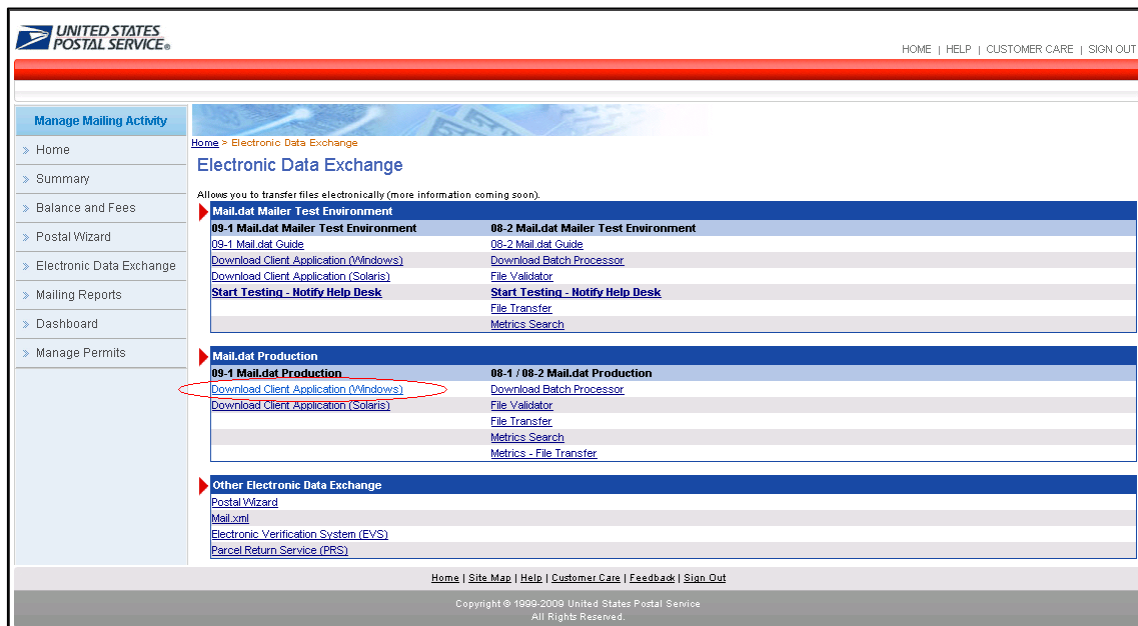 UNITED STATES
POSTAL SERVICE®
HOME | HELP | CUSTOMER CARE | SIGN OUT
Manage Mailing Activity
» Home
» Summary
» Balance and Fees
» Postal Wizard
» Electronic Data Exchange
» Mailing Reports
» Dashboard
» Manage Permits
Home > Electronic Data Exchange
Electronic Data Exchange
Allows you to transfer files electronically (more information coming soon).
Mail.dat Mailer Test Environment
09-1 Mail.dat Mailer Test Environment 08-2 Mail.dat Mailer Test Environment
09-1 Mail.dat Guide 08-2 Mail.dat Guide
Download Client Application (Windows) Download Batch Processor
Download Client Application (Solaris) File Validator
Start Testing - Notify Help Desk Start Testing - Notify Help Desk
File Transfer
Metrics Search
Mail.dat Production
09-1 Mail.dat Production 08-1 / 08-2 Mail.dat Production
Download Client Application (Windows) Download Batch Processor
Download Client Application (Solaris) File Validator
File Transfer
Metrics Search
Metrics - File Transfer
Other Electronic Data Exchange
Postal Wizard
Mail.xml
Electronic Verification System (EVS)
Parcel Return Service (PRS)
Home | Site Map | Help | Customer Care | Feedback | Sign Out
Copyright © 1999-2009 United States Postal Service
All Rights Reserved.